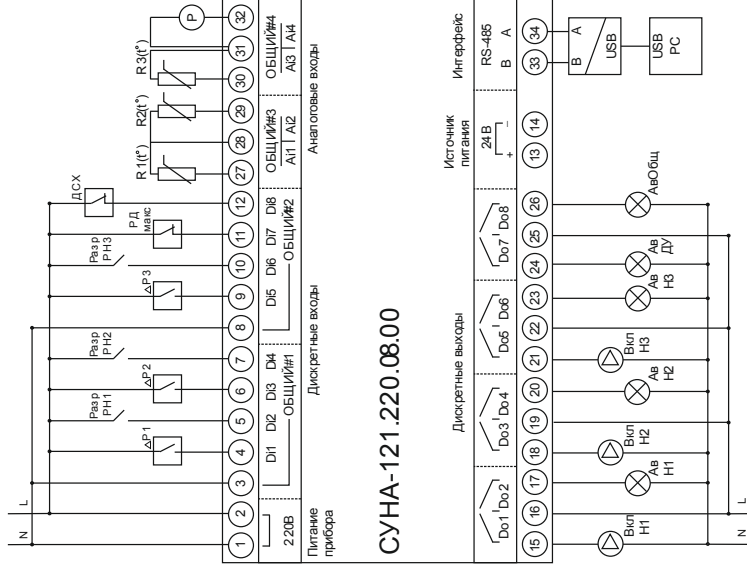 N
L
Разр
РН1
Разр
РН2
Разр
РН3
△P1
△P2
△P3
РД
макс
ДСХ
R1(t°)
R2(t°)
R3(t°)
P
1 2 3 4 5 6 7 8 9 10 11 12 27 28 29 30 31 32
220В
Di1 Di2 Di3 Di4
ОБЩИЙ#1
Di5 Di6 Di7 Di8
ОБЩИЙ#2
ОБЩИЙ#3
Ai1 Ai2
ОБЩИЙ#4
Ai3 Ai4
Питание
прибора
Дискретные входы
Аналоговые входы
СУНА-121.220.08.00
Дискретные выходы
Источник
питания
Интерфейс
Do1 Do2
Do3 Do4
Do5 Do6
Do7 Do8
24 В
+ −
RS-485
B A
15 16 17 18 19 20 21 22 23 24 25 26 13 14 33 34
Вкл
Н1
Ав
Н1
Вкл
Н2
Ав
Н2
Вкл
Н3
Ав
Н3
Ав
ДУ
АвОбщ
B A
USB
USB
PC
N
L